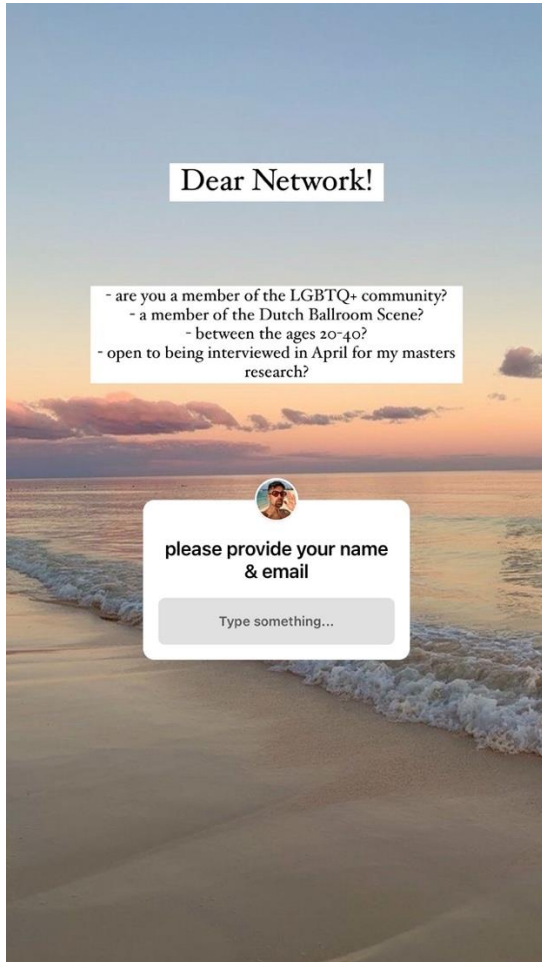 Dear Network!
- are you a member of the LGBTQ+ community?
- a member of the Dutch Ballroom Scene?
- between the ages 20-40?
- open to being interviewed in April for my masters
research?
please provide your name
& email
Type something...